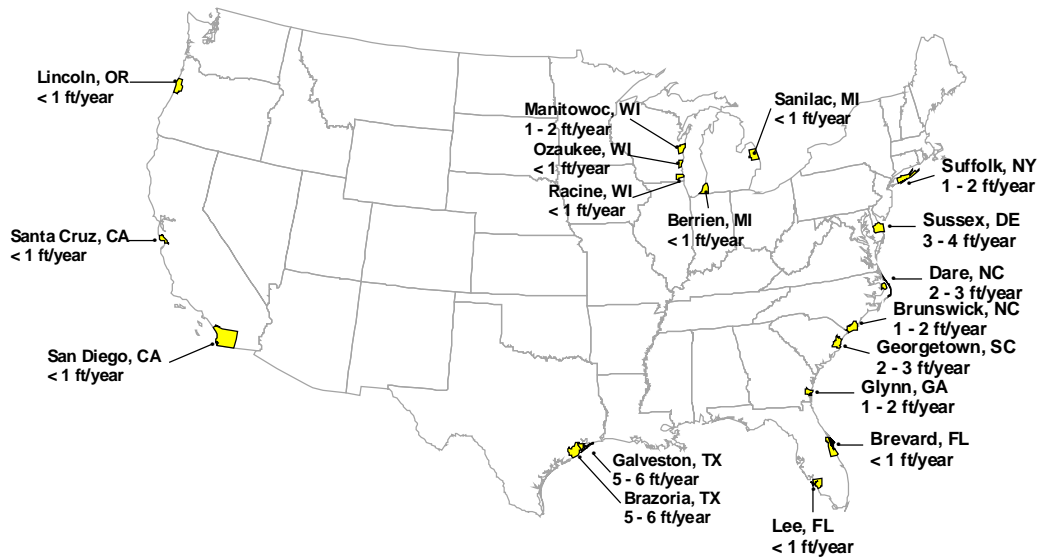 Lincoln, OR
< 1 ft/year
Santa Cruz, CA
< 1 ft/year
San Diego, CA
< 1 ft/year
Manitowoc, WI
1 - 2 ft/year
Ozaukee, WI
< 1 ft/year
Racine, WI
< 1 ft/year
Sanilac, MI
< 1 ft/year
Berrien, MI
< 1 ft/year
Suffolk, NY
1 - 2 ft/year
Sussex, DE
3 - 4 ft/year
Dare, NC
2 - 3 ft/year
Brunswick, NC
1 - 2 ft/year
Georgetown, SC
2 - 3 ft/year
Glynn, GA
1 - 2 ft/year
Brevard, FL
< 1 ft/year
Galveston, TX
5 - 6 ft/year
Brazoria, TX
5 - 6 ft/year
Lee, FL
< 1 ft/year